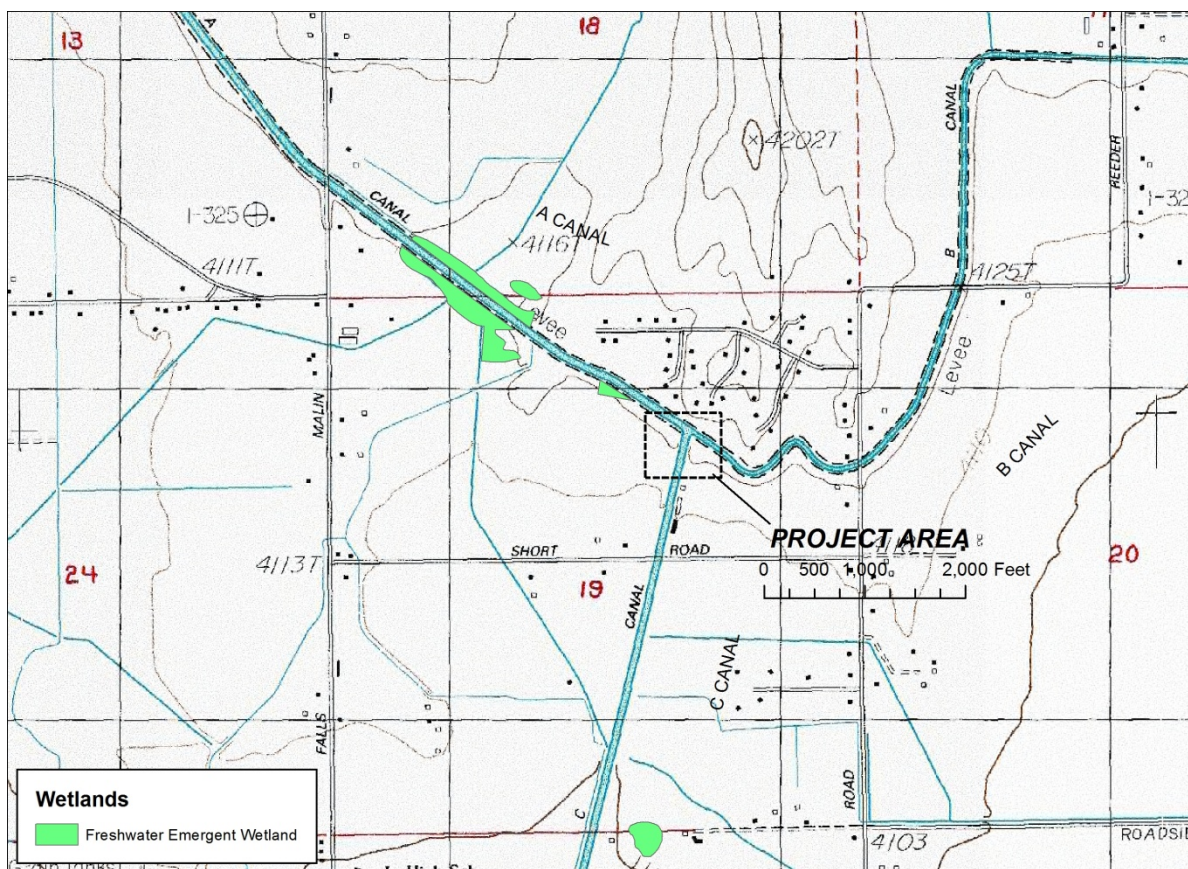 13
18
A
CANAL
REEDER
×4202T
CANAL
1-325
A CANAL
×4116T
B
1-32
4111T
4125T
Levee
MALIN
B CANAL
PROJECT AREA
SHORT ROAD
4113T
0 500 1,000 2,000 Feet
24
19
20
CANAL
C CANAL
FALLS
ROAD
C
4103
ROADSI
Wetlands
Freshwater Emergent Wetland